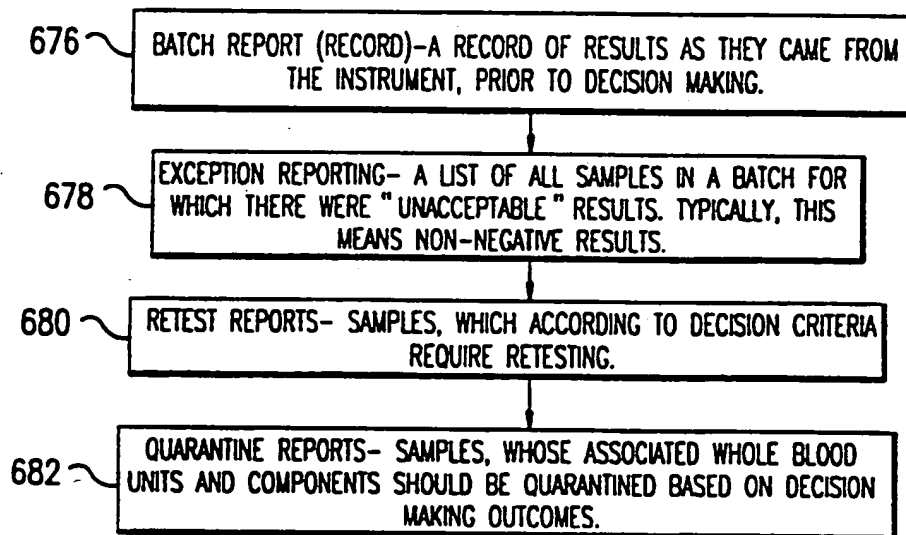 676
BATCH REPORT (RECORD)-A RECORD OF RESULTS AS THEY CAME FROM
THE INSTRUMENT, PRIOR TO DECISION MAKING.
678
EXCEPTION REPORTING- A LIST OF ALL SAMPLES IN A BATCH FOR
WHICH THERE WERE "UNACCEPTABLE" RESULTS. TYPICALLY, THIS
MEANS NON-NEGATIVE RESULTS.
680
RETEST REPORTS- SAMPLES, WHICH ACCORDING TO DECISION CRITERIA
REQUIRE RETESTING.
682
QUARANTINE REPORTS- SAMPLES, WHOSE ASSOCIATED WHOLE BLOOD
UNITS AND COMPONENTS SHOULD BE QUARANTINED BASED ON DECISION
MAKING OUTCOMES.